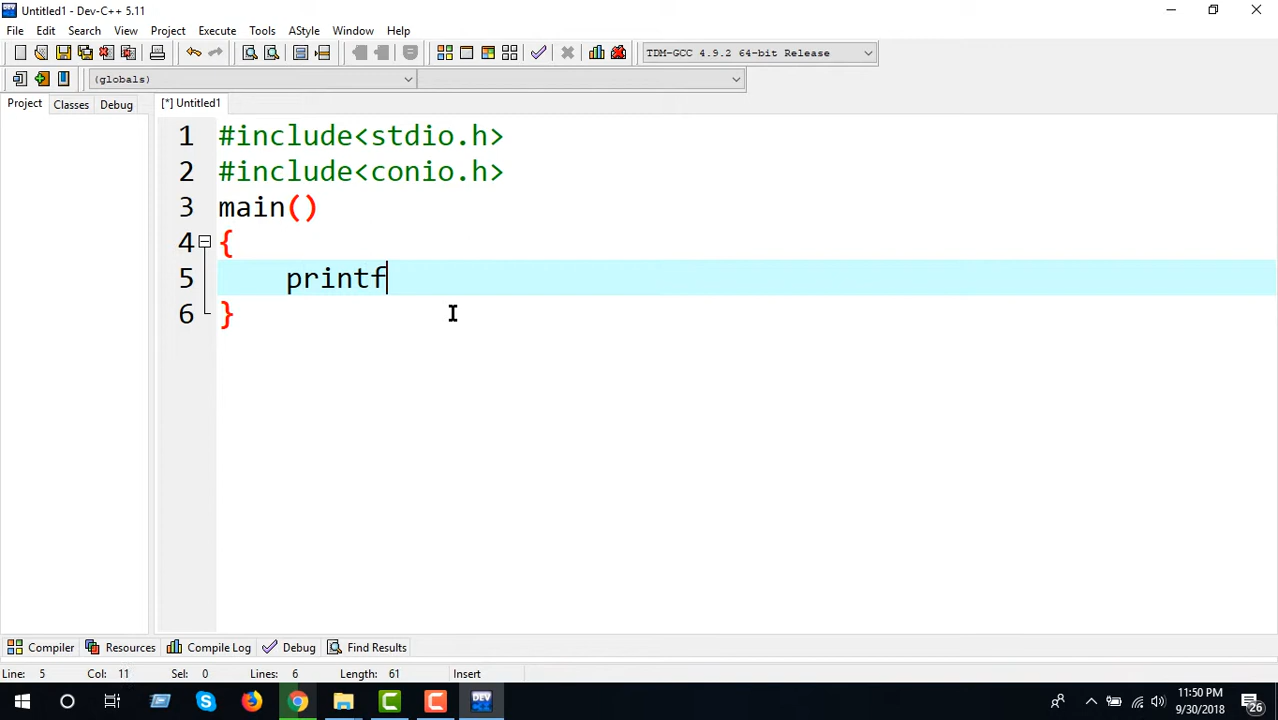 Untitled1 - Dev-C++ 5.11
File Edit Search View Project Execute Tools AStyle Window Help
TDM-GCC 4.9.2 64-bit Release
(globals)
Project Classes Debug [*] Untitled1
1 #include<stdio.h>
2 #include<conio.h>
3 main()
4 {
5 printf
6 }
Compiler Resources Compile Log Debug Find Results
Line: 5 Col: 11 Sel: 0 Lines: 6 Length: 61 Insert
DEV
11:50 PM
9/30/2018
26